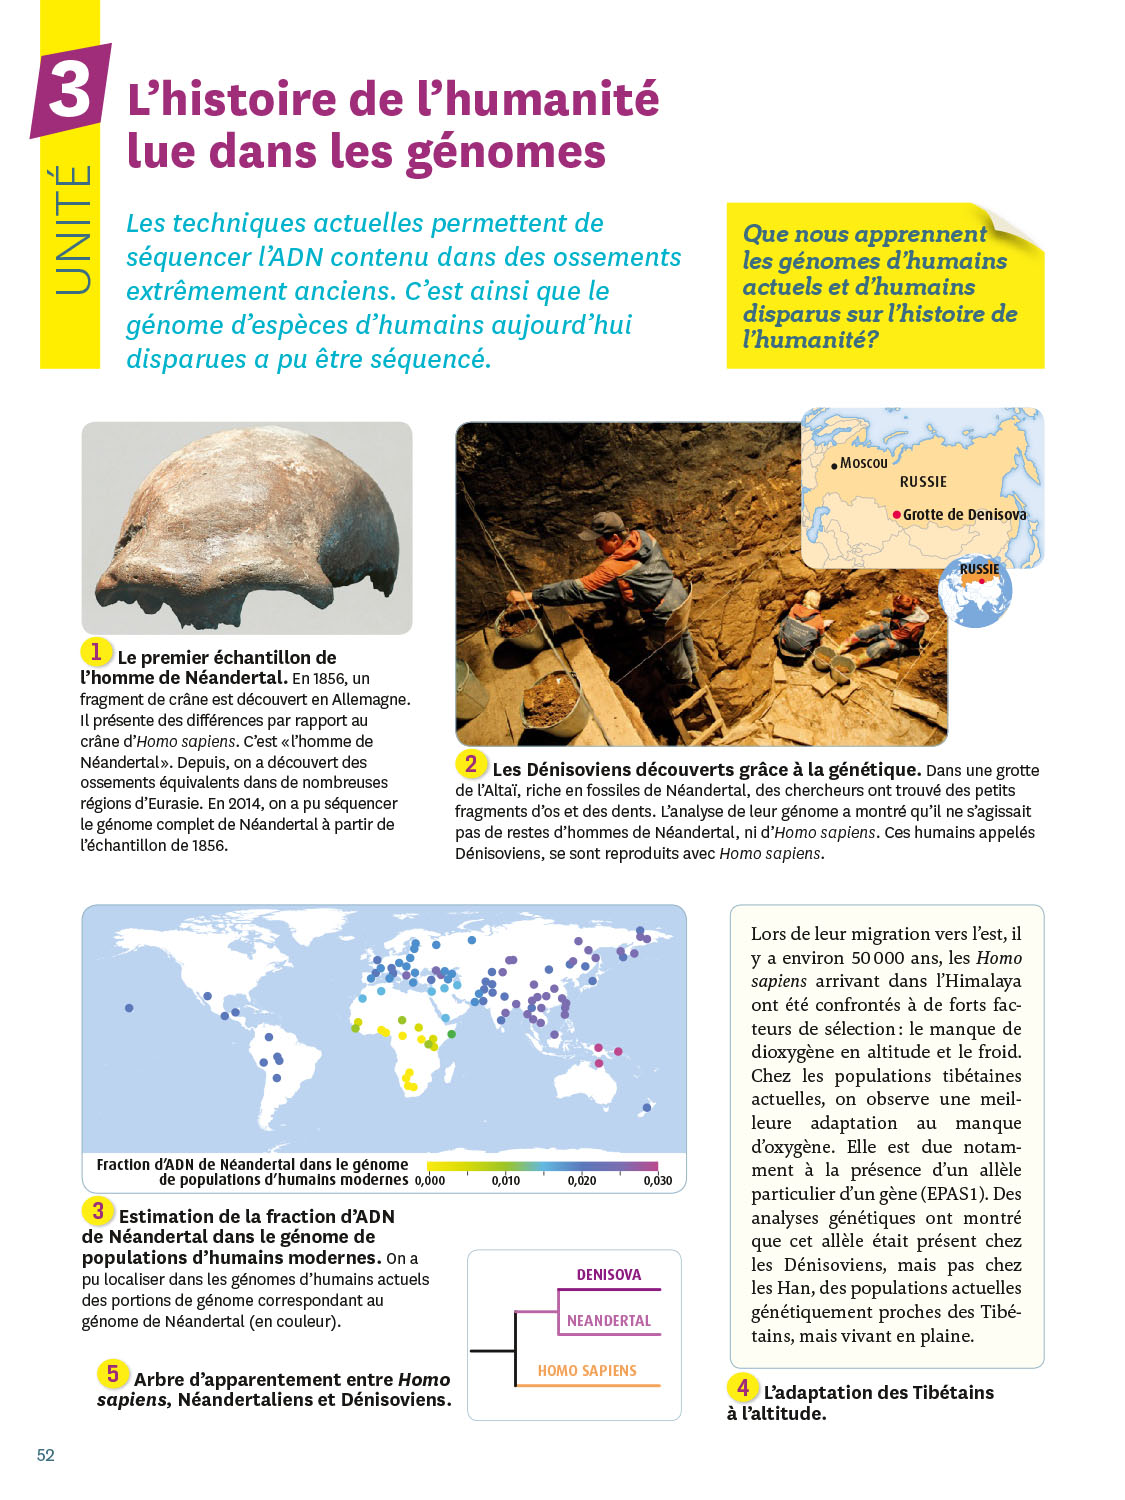 3
UNITÉ
L’histoire de l’humanité
lue dans les génomes
Les techniques actuelles permettent de
séquencer l’ADN contenu dans des ossements
extrêmement anciens. C’est ainsi que le
génome d’espèces d’humains aujourd’hui
disparues a pu être séquencé.
Que nous apprennent
les génomes d’humains
actuels et d’humains
disparus sur l’histoire de
l’humanité ?
Moscou
RUSSIE
Grotte de Denisova
RUSSIE
1 Le premier échantillon de
l’homme de Néandertal. En 1856, un
fragment de crâne est découvert en Allemagne.
Il présente des différences par rapport au
crâne d’Homo sapiens. C’est « l’homme de
Néandertal ». Depuis, on a découvert des
ossements équivalents dans de nombreuses
régions d’Eurasie. En 2014, on a pu séquencer
le génome complet de Néandertal à partir de
l’échantillon de 1856.
2 Les Dénisoviens découverts grâce à la génétique. Dans une grotte
de l’Altaï, riche en fossiles de Néandertal, des chercheurs ont trouvé des petits
fragments d’os et des dents. L’analyse de leur génome a montré qu’il ne s’agissait
pas de restes d’hommes de Néandertal, ni d’Homo sapiens. Ces humains appelés
Dénisoviens, se sont reproduits avec Homo sapiens.
Fraction d’ADN de Néandertal dans le génome
de populations d’humains modernes
0,000 0,010 0,020 0,030
3 Estimation de la fraction d’ADN
de Néandertal dans le génome de
populations d’humains modernes. On a
pu localiser dans les génomes d’humains actuels
des portions de génome correspondant au
génome de Néandertal (en couleur).
Lors de leur migration vers l’est, il
y a environ 50 000 ans, les Homo
sapiens arrivant dans l’Himalaya
ont été confrontés à de forts fac-
teurs de sélection : le manque de
dioxygène en altitude et le froid.
Chez les populations tibétaines
actuelles, on observe une meil-
leure adaptation au manque
d’oxygène. Elle est due notam-
ment à la présence d’un allèle
particulier d’un gène (EPAS1). Des
analyses génétiques ont montré
que cet allèle était présent chez
les Dénisoviens, mais pas chez
les Han, des populations actuelles
génétiquement proches des Tibé-
tains, mais vivant en plaine.
4 L’adaptation des Tibétains
à l’altitude.
DENISOVA
NEANDERTAL
HOMO SAPIENS
5 Arbre d’apparentement entre Homo
sapiens, Néandertaliens et Dénisoviens.
52